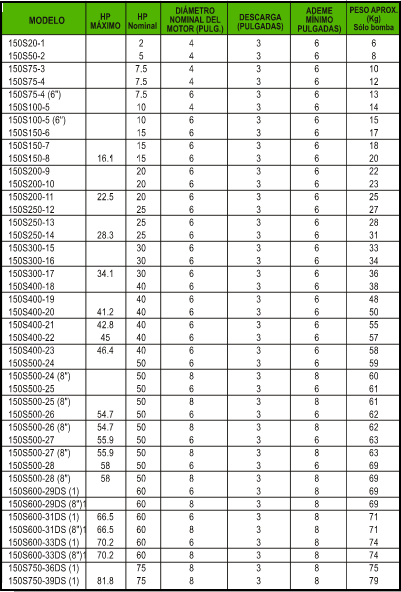 MODELO HP MÁXIMO HP Nominal DIÁMETRO NOMINAL DEL MOTOR (PULG.) DESCARGA (PULGADAS) ADEME MÍNIMO PULGADAS) PESO APROX. (Kg) Sólo bomba
150S20-1 2 4 3 6 6
150S50-2 5 4 3 6 8
150S75-3 7.5 4 3 6 10
150S75-4 7.5 4 3 6 12
150S75-4 (6") 7.5 6 3 6 13
150S100-5 10 4 3 6 14
150S100-5 (6") 10 6 3 6 15
150S150-6 15 6 3 6 17
150S150-7 15 6 3 6 18
150S150-8 16.1 15 6 3 6 20
150S200-9 20 6 3 6 22
150S200-10 20 6 3 6 23
150S200-11 22.5 20 6 3 6 25
150S250-12 25 6 3 6 27
150S250-13 25 6 3 6 28
150S250-14 28.3 25 6 3 6 31
150S300-15 30 6 3 6 33
150S300-16 30 6 3 6 34
150S300-17 34.1 30 6 3 6 36
150S400-18 40 6 3 6 38
150S400-19 40 6 3 6 48
150S400-20 41.2 40 6 3 6 50
150S400-21 42.8 40 6 3 6 55
150S400-22 45 40 6 3 6 57
150S400-23 46.4 40 6 3 6 58
150S500-24 50 6 3 6 59
150S500-24 (8") 50 8 3 8 60
150S500-25 50 6 3 6 61
150S500-25 (8") 50 8 3 8 61
150S500-26 54.7 50 6 3 6 62
150S500-26 (8") 54.7 50 8 3 8 62
150S500-27 55.9 50 6 3 6 63
150S500-27 (8") 55.9 50 8 3 8 63
150S500-28 58 50 6 3 6 69
150S500-28 (8") 58 50 8 3 8 69
150S600-29DS (1) 60 6 3 8 69
150S600-29DS (8")1 60 8 3 8 69
150S600-31DS (1) 66.5 60 6 3 8 71
150S600-31DS (8")1 66.5 60 8 3 8 71
150S600-33DS (1) 70.2 60 6 3 8 74
150S600-33DS (8")1 70.2 60 8 3 8 74
150S750-36DS (1) 75 8 3 8 75
150S750-39DS (1) 81.8 75 8 3 8 79